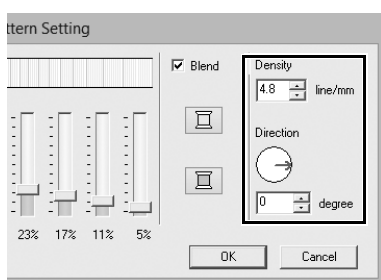 ttern Setting
Blend
Density
4.8 line/mm
Direction
0 degree
23% 17% 11% 5%
OK Cancel